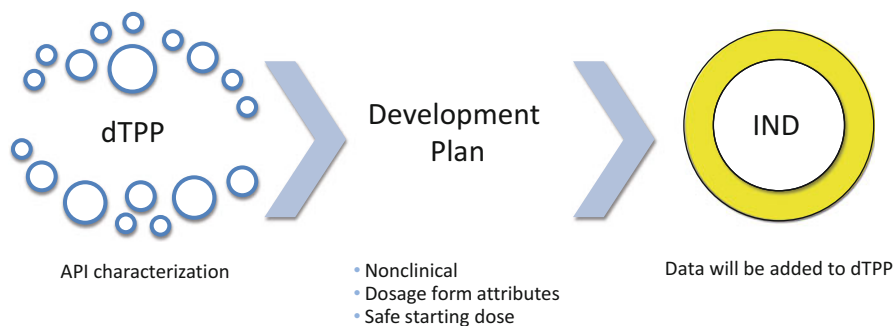 dTPP
Development
Plan
IND
API characterization
• Nonclinical
• Dosage form attributes
• Safe starting dose
Data will be added to dTPP